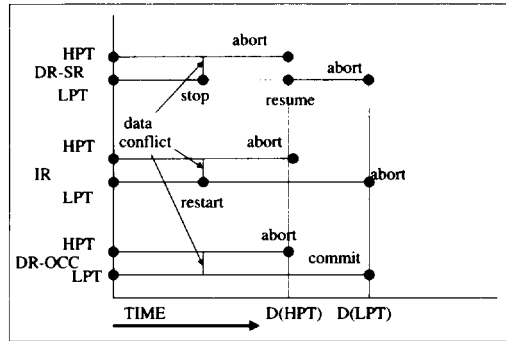 HPT abort
DR-SR abort
LPT stop resume
data
conflict
HPT abort
IR abort
LPT restart
HPT abort
DR-OCC commit
LPT
TIME D(HPT) D(LPT)